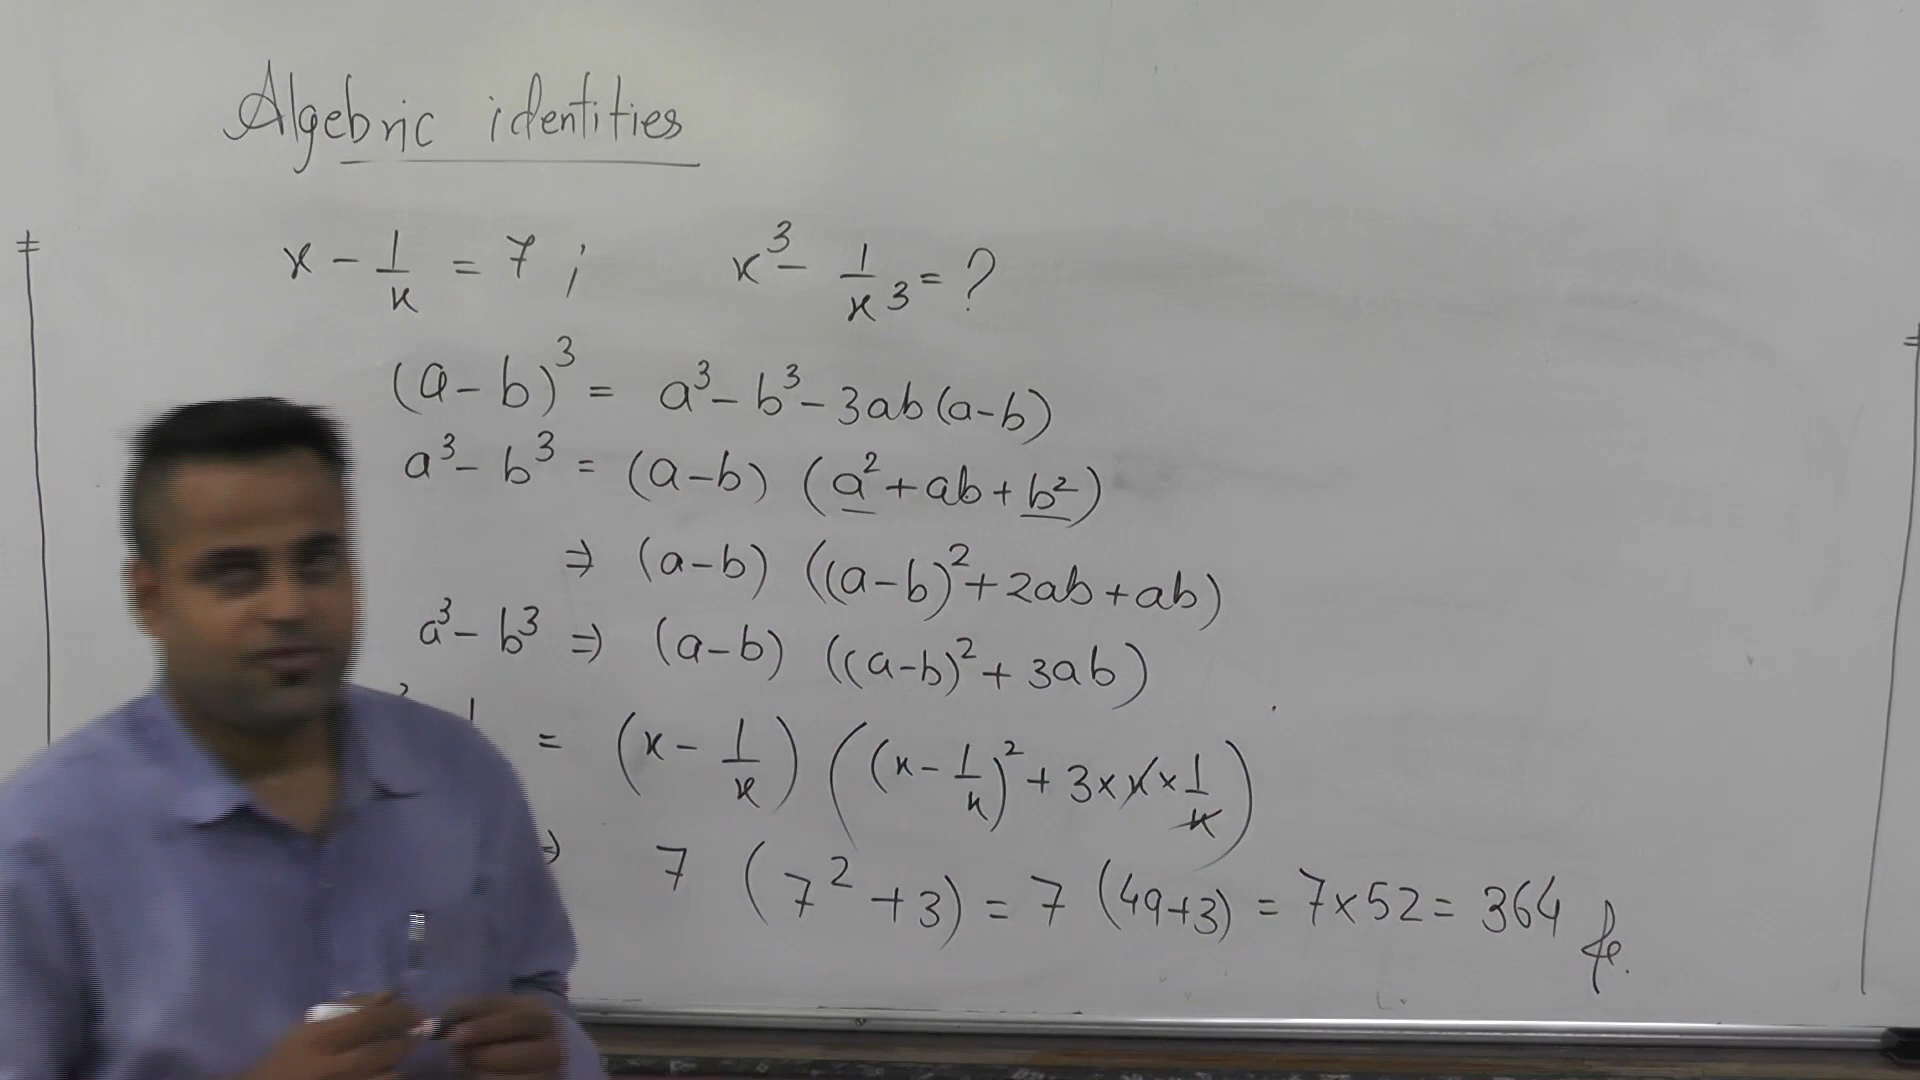 Algebric identities
x - 1/x = 7 ; x³ - 1/x³ = ?
(a-b)³ = a³ - b³ - 3ab(a-b)
a³ - b³ = (a-b) (a² + ab + b²)
⇒ (a-b) ((a-b)² + 2ab + ab)
a³ - b³ ⇒ (a-b) ((a-b)² + 3ab)
= (x - 1/x) ((x - 1/x)² + 3 × x × 1/x)
⇒ 7 (7² + 3) = 7 (49+3) = 7×52 = 364